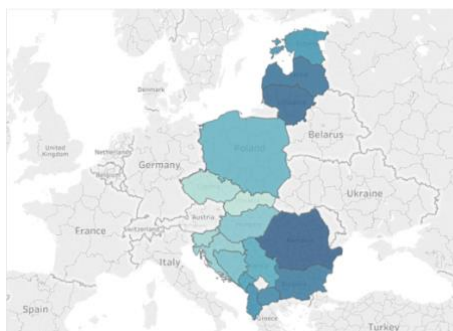 Denmark
United
Kingdom
Netherlands
Belgium
Germany
Poland
Belarus
Ukraine
France
Switzerland
Austria
Italy
Spain
Greece
Turkey